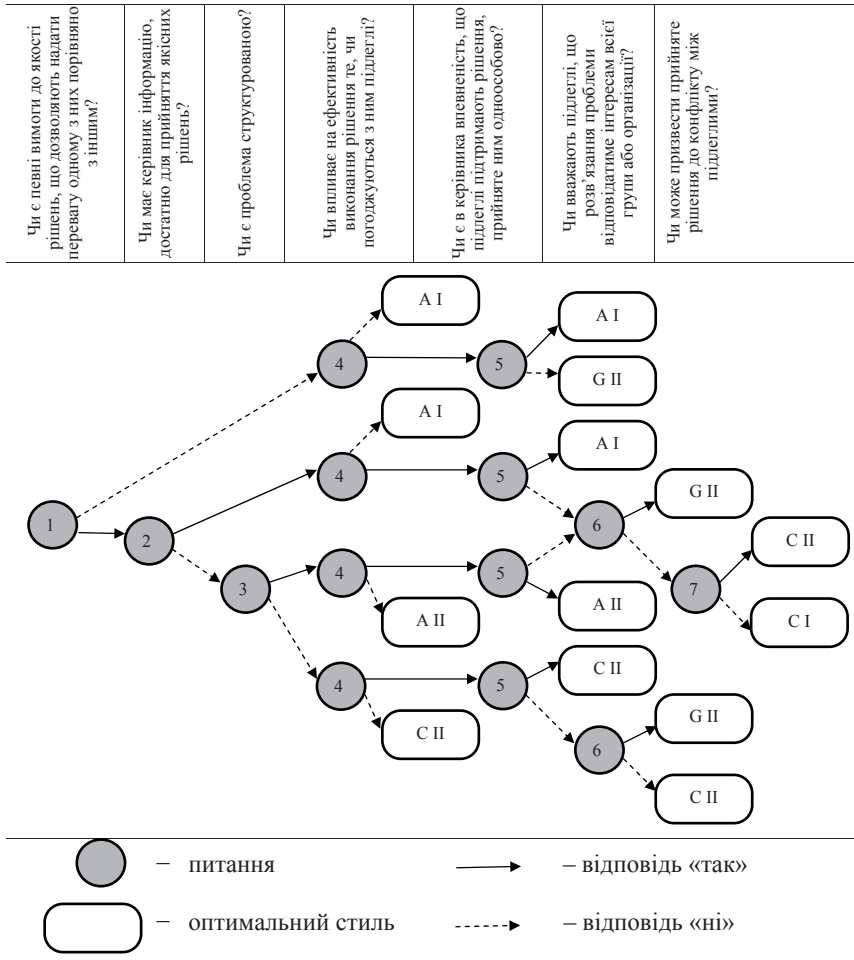 Чи є певні вимоги до якості
рішень, що дозволяють надати
перевагу одному з них порівняно
з іншим?
Чи має керівник інформацію,
достатню для прийняття якісних
рішень?
Чи є проблема структурованою?
Чи впливає на ефективність
виконання рішення те, чи
погоджуються з ним підлеглі?
Чи є в керівника впевненість, що
підлеглі підтримають рішення,
прийняте ним одноособово?
Чи вважають підлеглі, що
розв’язання проблеми
відповідатиме інтересам всієї
групи або організації?
Чи може призвести прийняте
рішення до конфлікту між
підлеглими?
A I
A I
4
5
G II
A I
A I
4
5
G II
1
2
6
C II
3
4
5
7
A II
A II
C I
4
5
C II
C II
G II
6
C II
– питання
– відповідь «так»
– оптимальний стиль
– відповідь «ні»